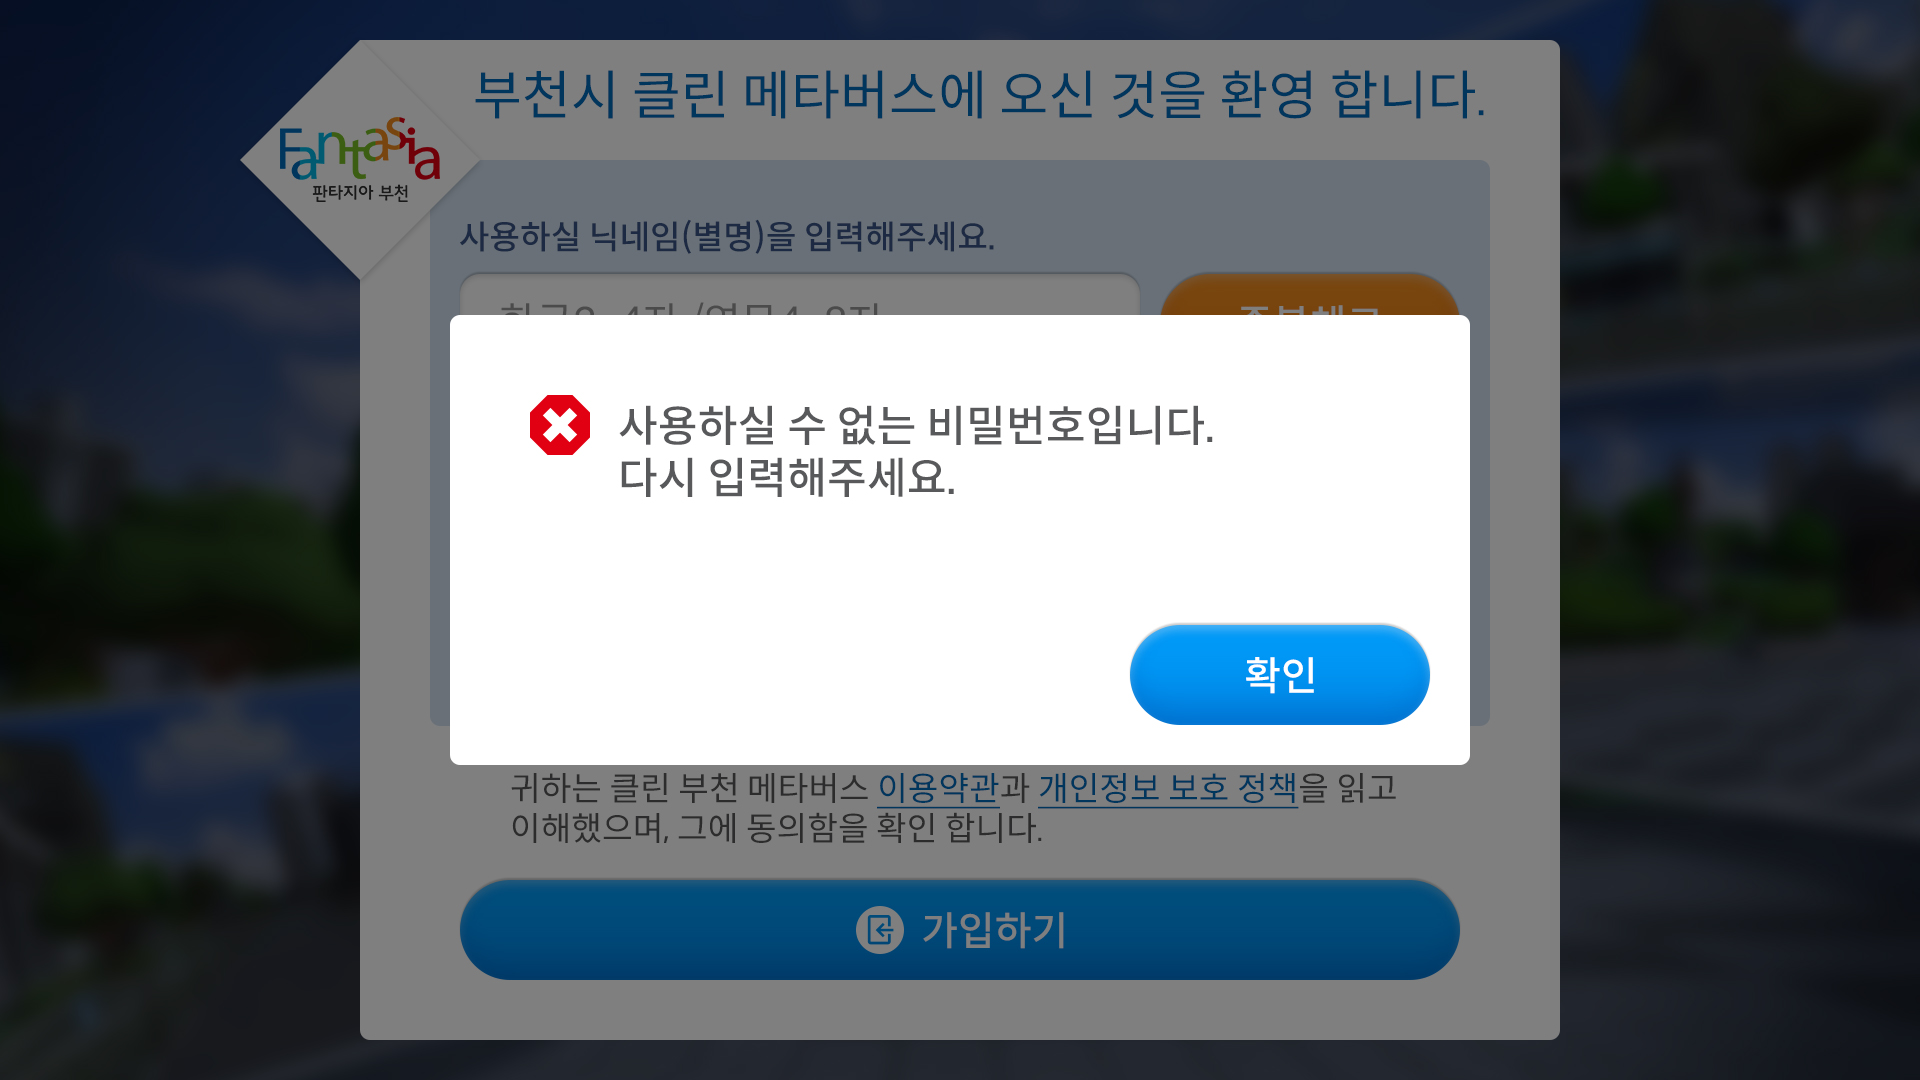 부천시 클린 메타버스에 오신 것을 환영 합니다.
Fantasia
판타지아 부천
사용하실 닉네임(별명)을 입력해주세요.
사용하실 수 없는 비밀번호입니다.
다시 입력해주세요.
확인
귀하는 클린 부천 메타버스 이용약관과 개인정보 보호 정책을 읽고
이해했으며, 그에 동의함을 확인 합니다.
가입하기